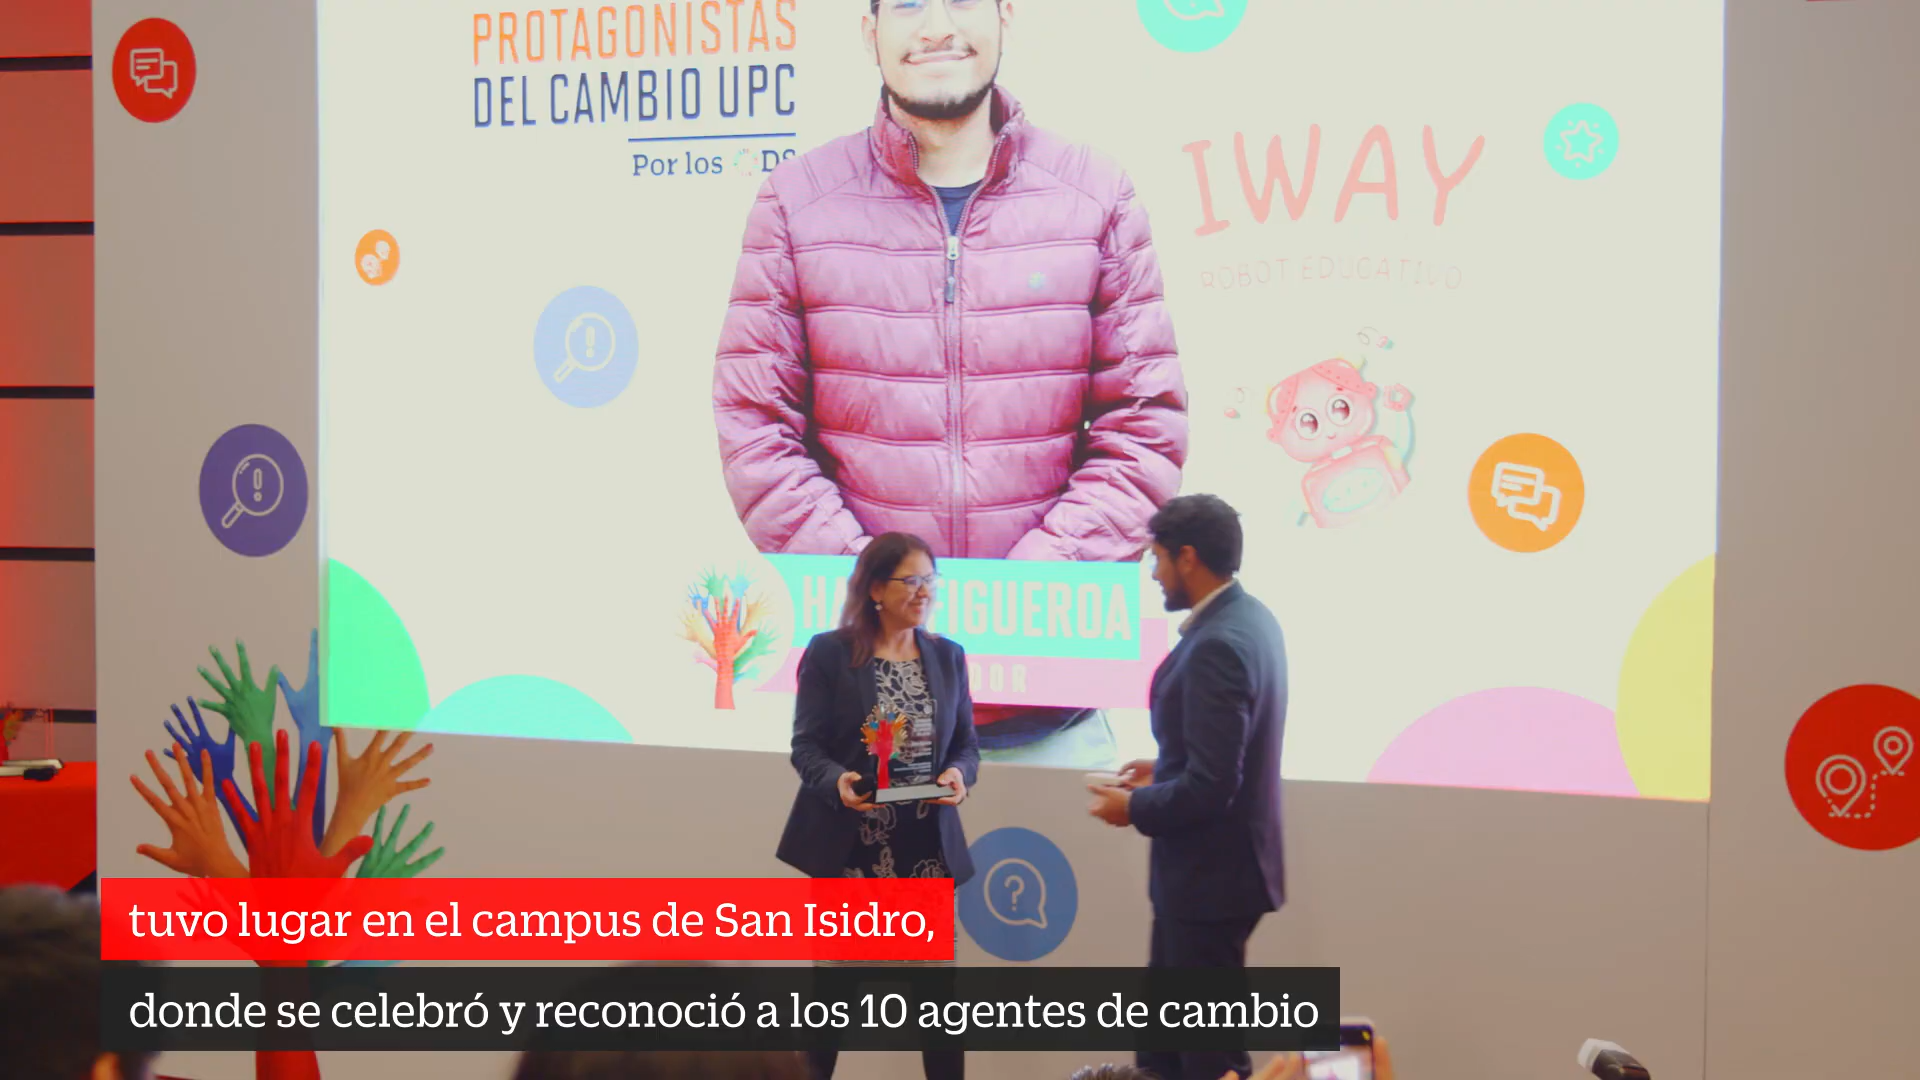 PROTAGONISTAS
DEL CAMBIO UPC
Por los ODS
IWAY
ROBOT EDUCATIVO
FIGUEROA
tuvo lugar en el campus de San Isidro,
donde se celebró y reconoció a los 10 agentes de cambio